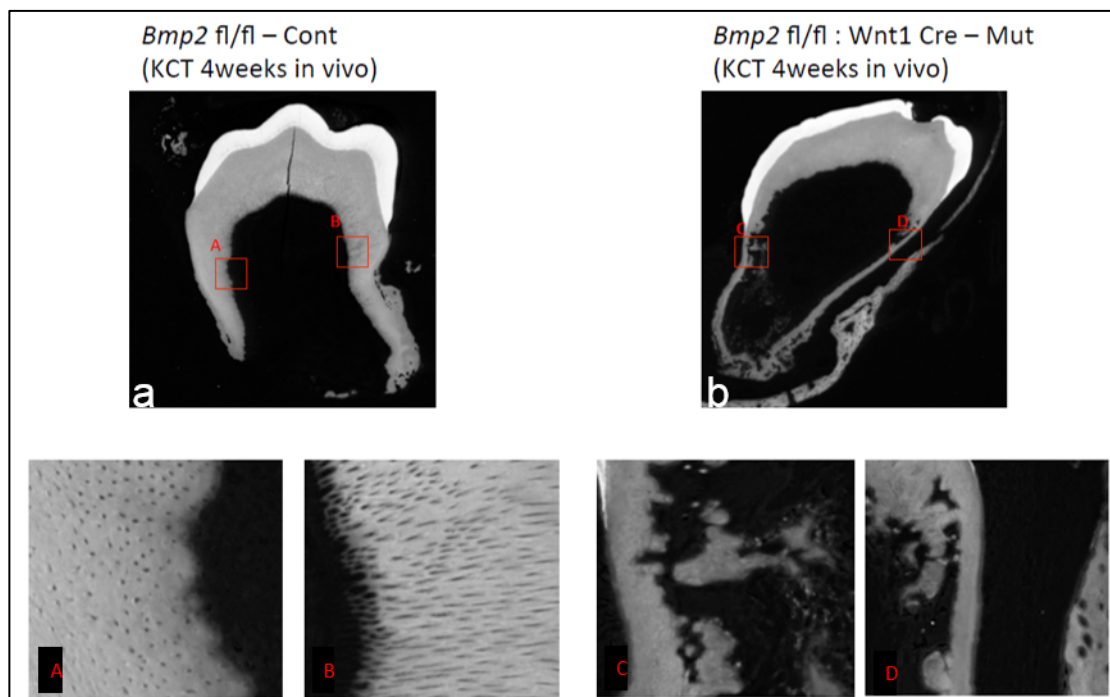 Bmp2 fl/fl – Cont
(KCT 4weeks in vivo)
Bmp2 fl/fl : Wnt1 Cre – Mut
(KCT 4weeks in vivo)
A
B
a
C
D
b
A
B
C
D